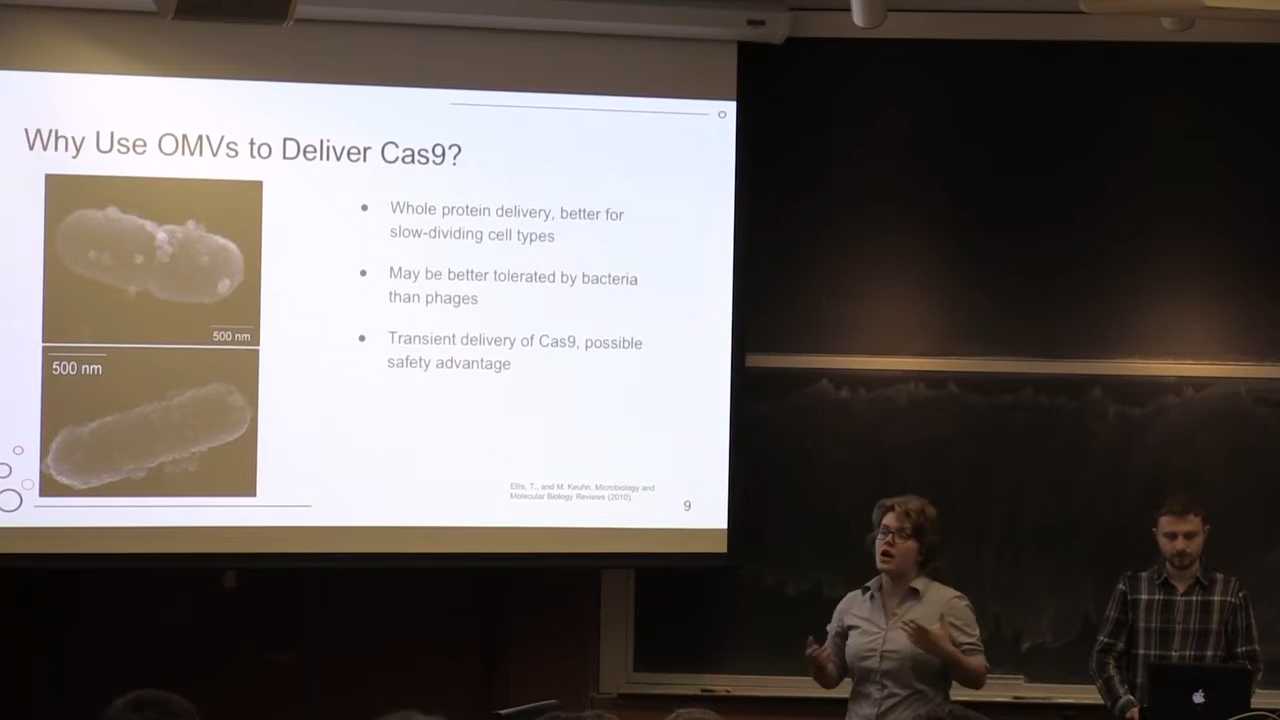 Why Use OMVs to Deliver Cas9?
500 nm
500 nm
● Whole protein delivery, better for
slow-dividing cell types
● May be better tolerated by bacteria
than phages
● Transient delivery of Cas9, possible
safety advantage
Ellis, T., and M. Keuhn. Microbiology and
Molecular Biology Reviews (2010).
9